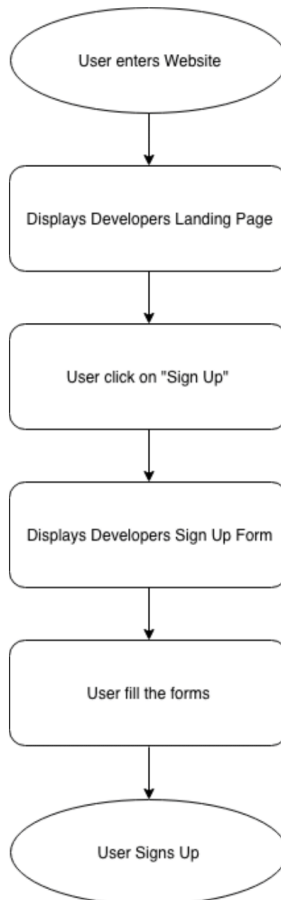 User enters Website
Displays Developers Landing Page
User click on "Sign Up"
Displays Developers Sign Up Form
User fill the forms
User Signs Up